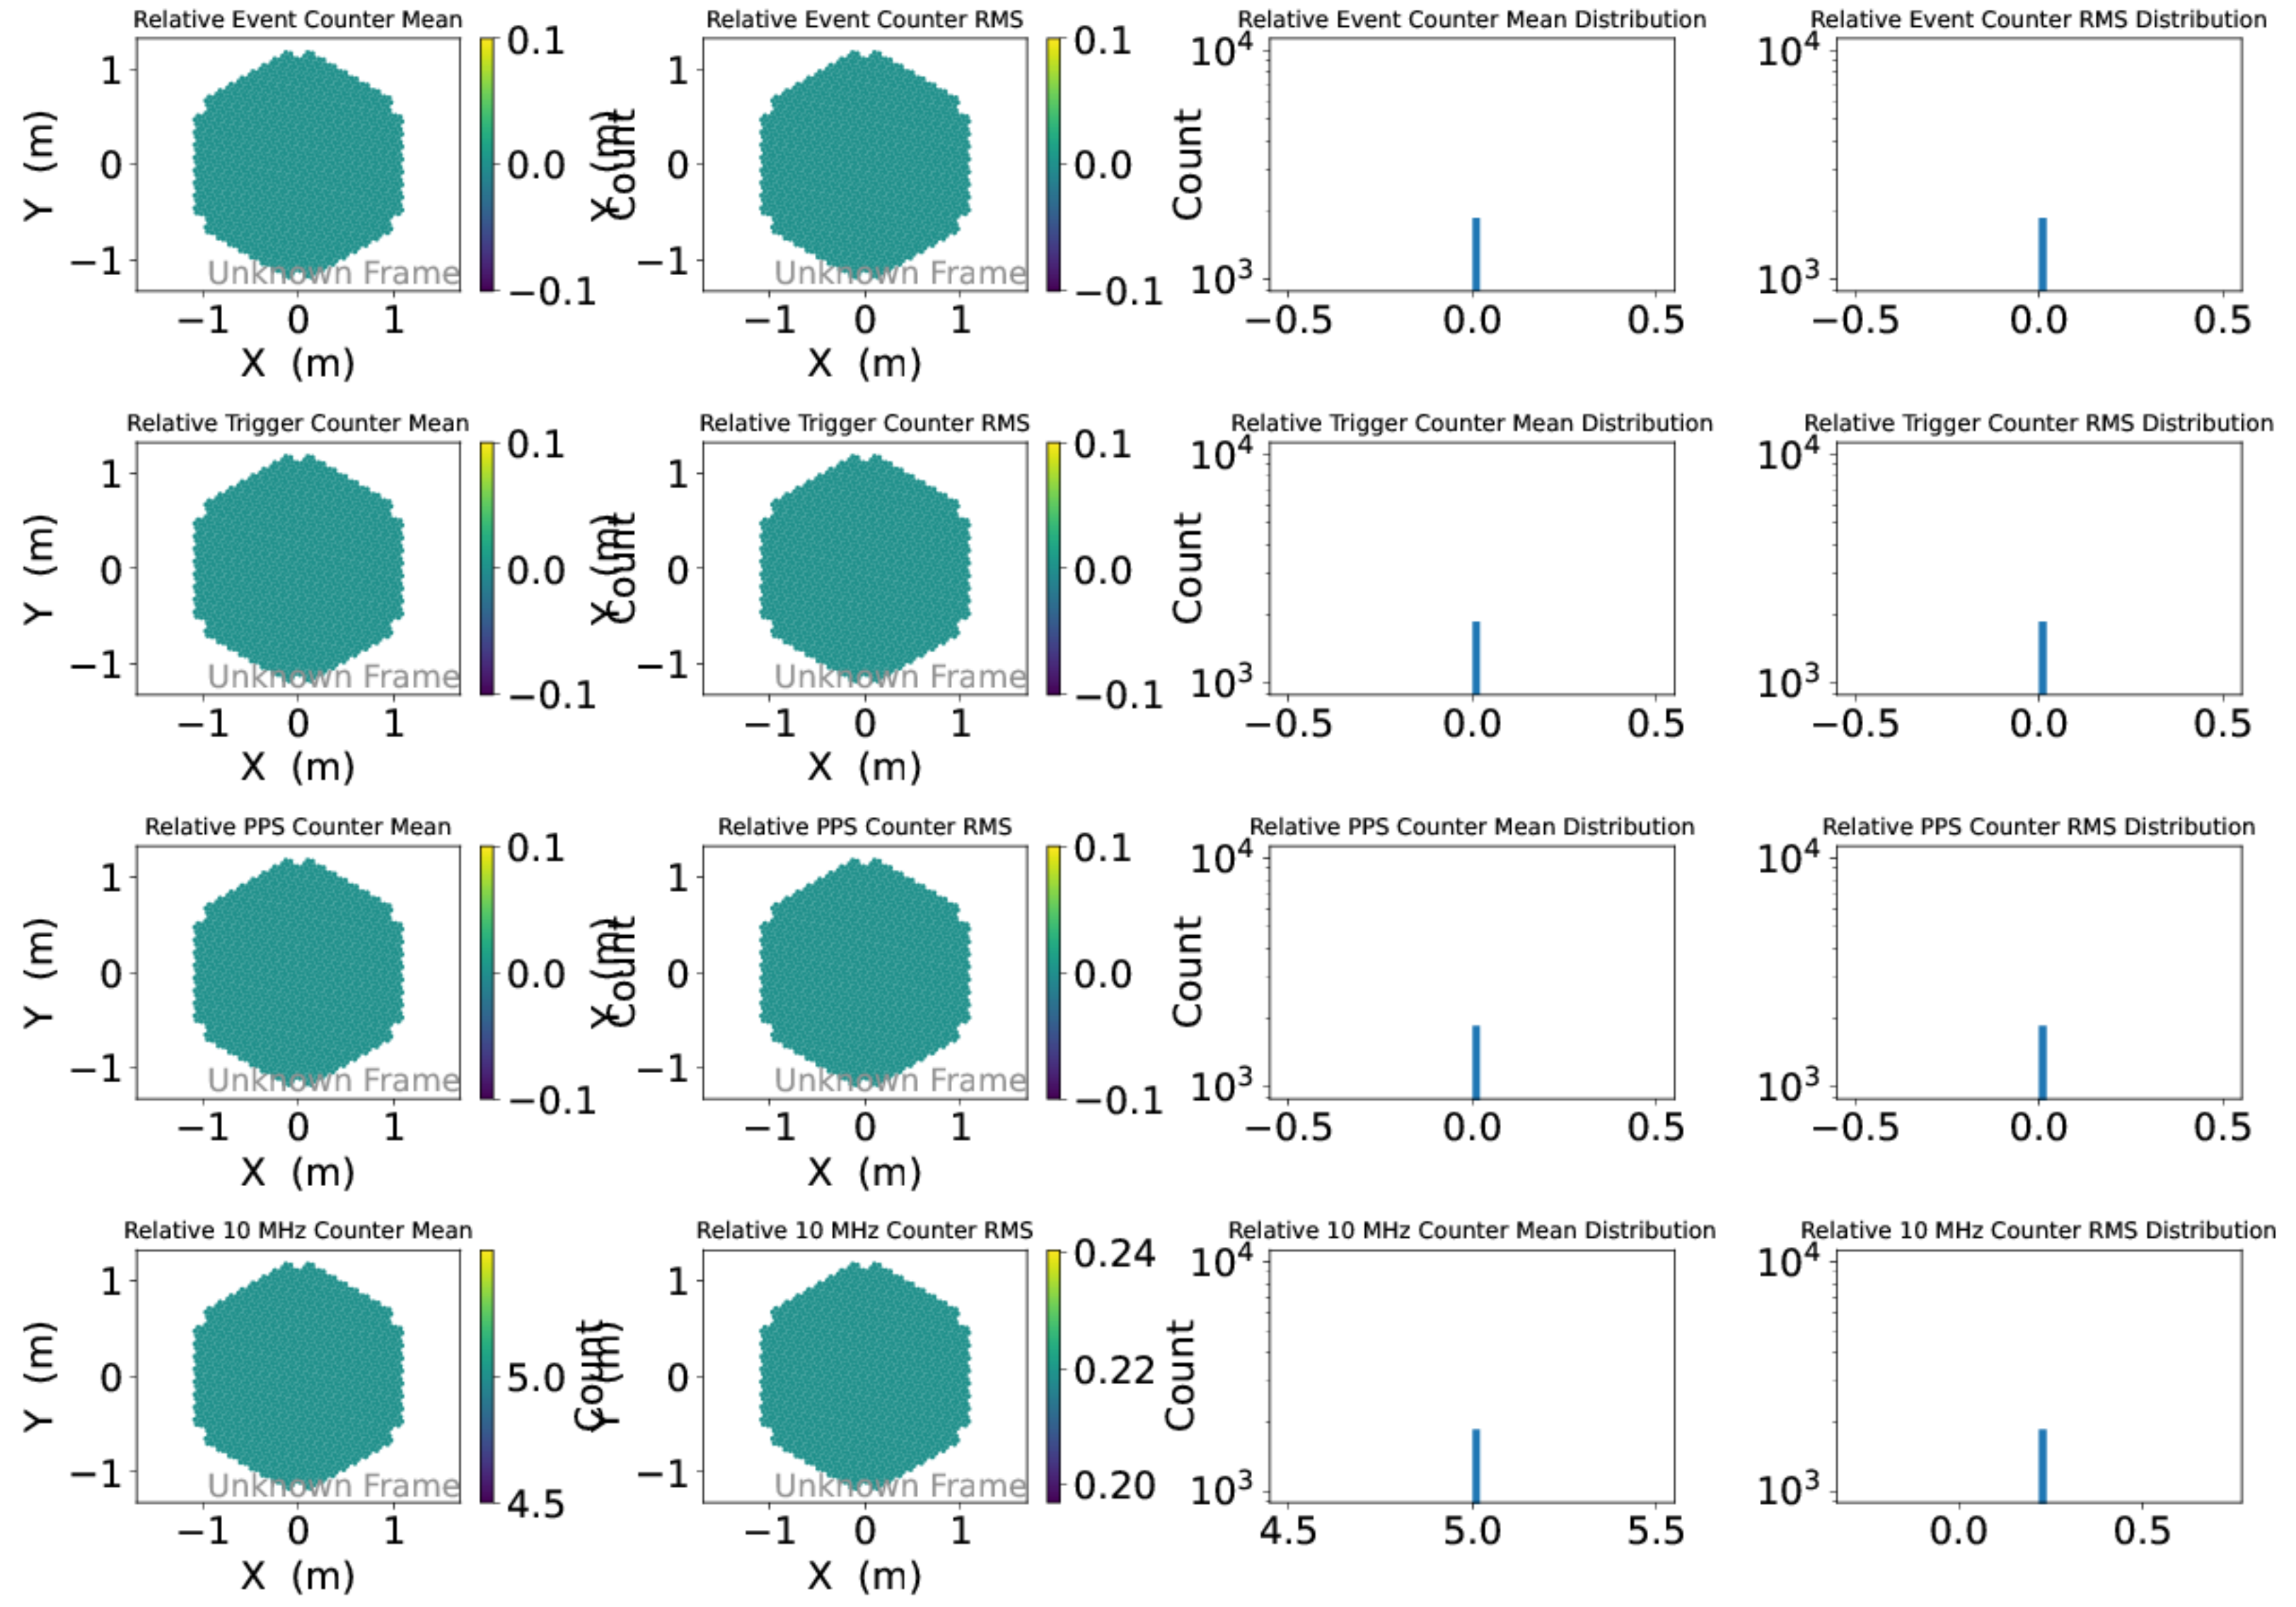 Relative Event Counter Mean
Relative Event Counter RMS
Relative Event Counter Mean Distribution
Relative Event Counter RMS Distribution
Y (m)
1
0
−1
Unknown Frame
−1 0 1
X (m)
0.1
0.0
−0.1
Y (m)
Count
1
0
−1
Unknown Frame
−1 0 1
X (m)
0.1
0.0
−0.1
Count
10⁴
10³
−0.5 0.0 0.5
10⁴
10³
−0.5 0.0 0.5
Relative Trigger Counter Mean
Relative Trigger Counter RMS
Relative Trigger Counter Mean Distribution
Relative Trigger Counter RMS Distribution
Y (m)
1
0
−1
Unknown Frame
−1 0 1
X (m)
0.1
0.0
−0.1
Y (m)
Count
1
0
−1
Unknown Frame
−1 0 1
X (m)
0.1
0.0
−0.1
Count
10⁴
10³
−0.5 0.0 0.5
10⁴
10³
−0.5 0.0 0.5
Relative PPS Counter Mean
Relative PPS Counter RMS
Relative PPS Counter Mean Distribution
Relative PPS Counter RMS Distribution
Y (m)
1
0
−1
Unknown Frame
−1 0 1
X (m)
0.1
0.0
−0.1
Y (m)
Count
1
0
−1
Unknown Frame
−1 0 1
X (m)
0.1
0.0
−0.1
Count
10⁴
10³
−0.5 0.0 0.5
10⁴
10³
−0.5 0.0 0.5
Relative 10 MHz Counter Mean
Relative 10 MHz Counter RMS
Relative 10 MHz Counter Mean Distribution
Relative 10 MHz Counter RMS Distribution
Y (m)
1
0
−1
Unknown Frame
−1 0 1
X (m)
5.0
4.5
Count
Y (m)
1
0
−1
Unknown Frame
−1 0 1
X (m)
0.24
0.22
0.20
Count
10⁴
10³
4.5 5.0 5.5
10⁴
10³
0.0 0.5